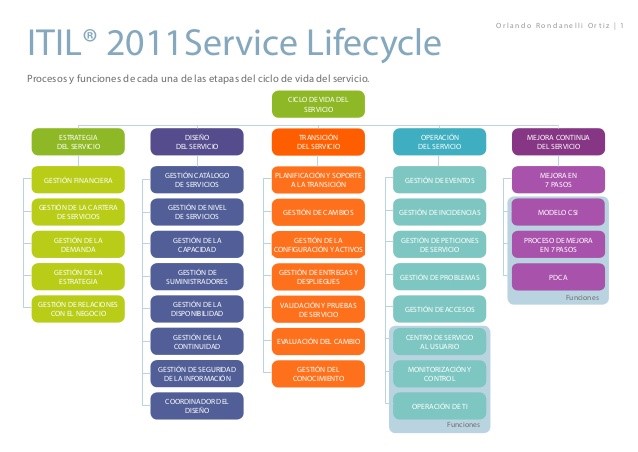 Orlando Rondanelli Ortiz | 1
ITIL® 2011Service Lifecycle
Procesos y funciones de cada una de las etapas del ciclo de vida del servicio.
CICLO DE VIDA DEL
SERVICIO
ESTRATEGIA
DEL SERVICIO
GESTIÓN FINANCIERA
GESTIÓN DE LA CARTERA
DE SERVICIOS
GESTIÓN DE LA
DEMANDA
GESTIÓN DE LA
ESTRATEGIA
GESTIÓN DE RELACIONES
CON EL NEGOCIO
DISEÑO
DEL SERVICIO
GESTIÓN CATÁLOGO
DE SERVICIOS
GESTIÓN DE NIVEL
DE SERVICIOS
GESTIÓN DE LA
CAPACIDAD
GESTIÓN DE
SUMINISTRADORES
GESTIÓN DE LA
DISPONIBILIDAD
GESTIÓN DE LA
CONTINUIDAD
GESTIÓN DE SEGURIDAD
DE LA INFORMACIÓN
COORDINADOR DEL
DISEÑO
TRANSICIÓN
DEL SERVICIO
PLANIFICACIÓN Y SOPORTE
A LA TRANSICIÓN
GESTIÓN DE CAMBIOS
GESTIÓN DE LA
CONFIGURACIÓN Y ACTIVOS
GESTIÓN DE ENTREGAS Y
DESPLIEGUES
VALIDACIÓN Y PRUEBAS
DE SERVICIO
EVALUACIÓN DEL CAMBIO
GESTIÓN DEL
CONOCIMIENTO
OPERACIÓN
DEL SERVICIO
GESTIÓN DE EVENTOS
GESTIÓN DE INCIDENCIAS
GESTIÓN DE PETICIONES
DE SERVICIO
GESTIÓN DE PROBLEMAS
GESTIÓN DE ACCESOS
CENTRO DE SERVICIO
AL USUARIO
MONITORIZACIÓN Y
CONTROL
OPERACIÓN DE TI
Funciones
MEJORA CONTINUA
DEL SERVICIO
MEJORA EN
7 PASOS
MODELO CSI
PROCESO DE MEJORA
EN 7 PASOS
PDCA
Funciones